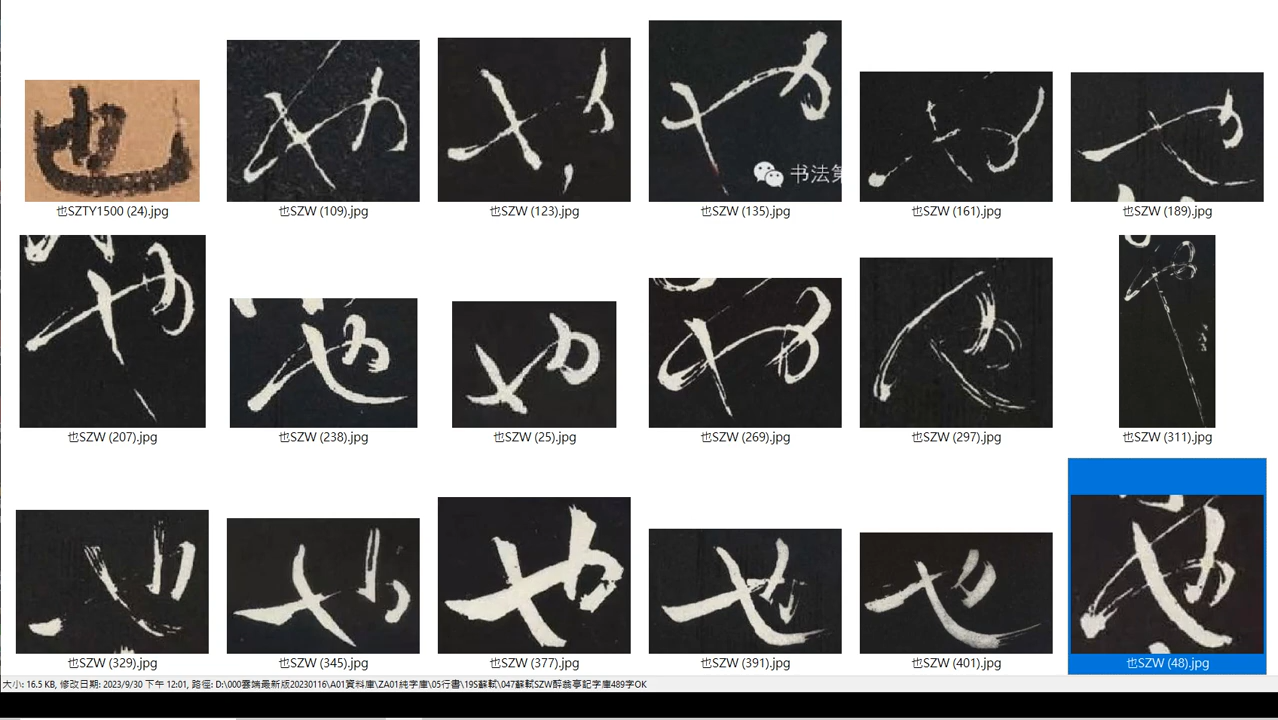 也
也SZTY1500 (24).jpg
也SZW (109).jpg
也SZW (123).jpg
书法第
也SZW (135).jpg
也SZW (161).jpg
也SZW (189).jpg
也SZW (207).jpg
也SZW (238).jpg
也SZW (25).jpg
也SZW (269).jpg
也SZW (297).jpg
也SZW (311).jpg
也SZW (329).jpg
也SZW (345).jpg
也SZW (377).jpg
也SZW (391).jpg
也SZW (401).jpg
也SZW (48).jpg
大小: 16.5 KB, 修改日期: 2023/9/30 下午 12:01, 路徑: D:\000雲端最新版20230116\A01資料庫\ZA01純字庫\05行書\19S蘇軾\047蘇軾SZW醉翁亭記字庫489字OK